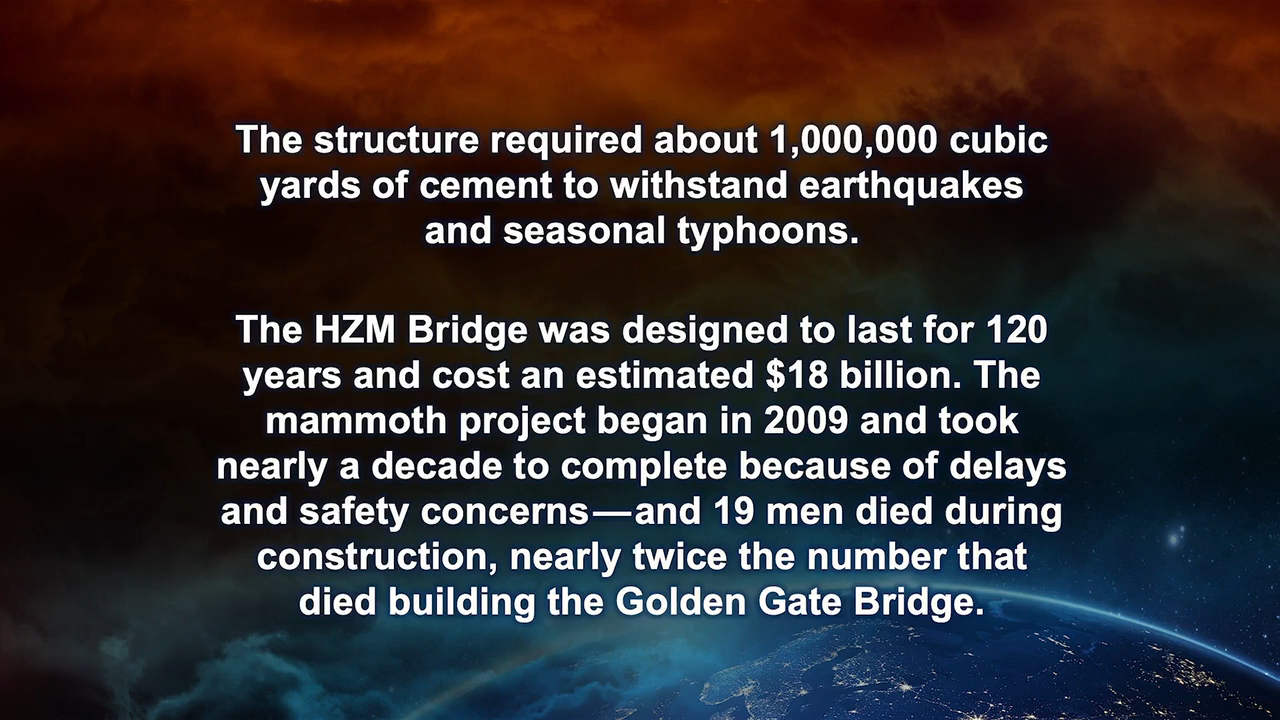 The structure required about 1,000,000 cubic
yards of cement to withstand earthquakes
and seasonal typhoons.
The HZM Bridge was designed to last for 120
years and cost an estimated $18 billion. The
mammoth project began in 2009 and took
nearly a decade to complete because of delays
and safety concerns—and 19 men died during
construction, nearly twice the number that
died building the Golden Gate Bridge.